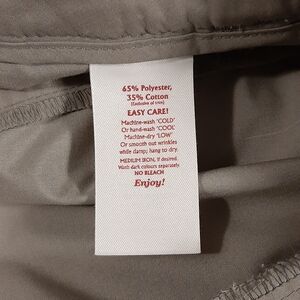 65% Polyester,
35% Cotton
(Exclusive of trim)
EASY CARE!
Machine-wash 'COLD'
Or hand-wash 'COOL'
Machine-dry 'LOW'
Or smooth out wrinkles
while damp; hang to dry.
MEDIUM IRON, if desired.
Wash dark colours separately.
NO BLEACH
Enjoy!